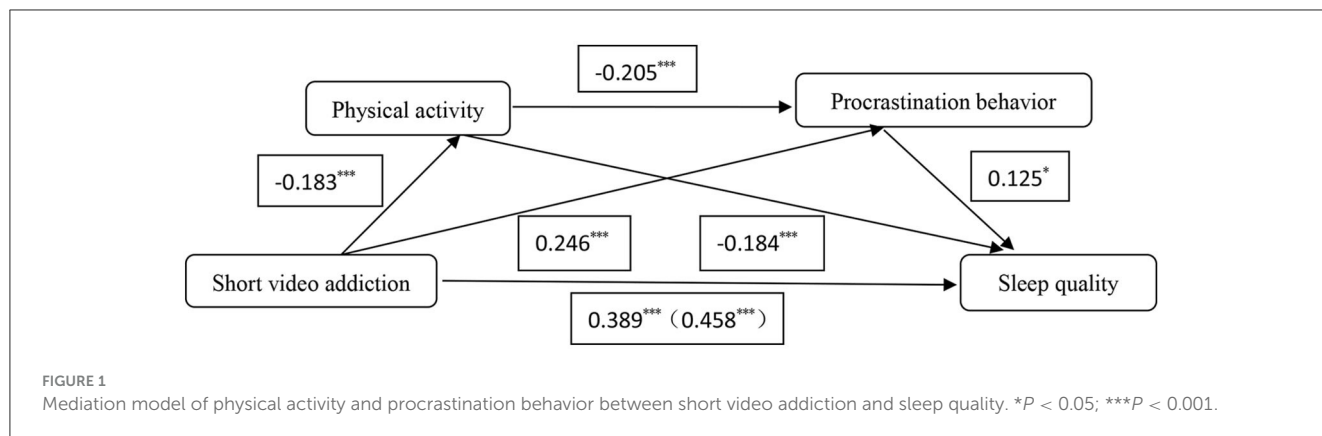 -0.205***
Physical activity
Procrastination behavior
-0.183***
0.125*
0.246***
-0.184***
Short video addiction
Sleep quality
0.389***（0.458***）
FIGURE 1
Mediation model of physical activity and procrastination behavior between short video addiction and sleep quality. *P < 0.05; ***P < 0.001.